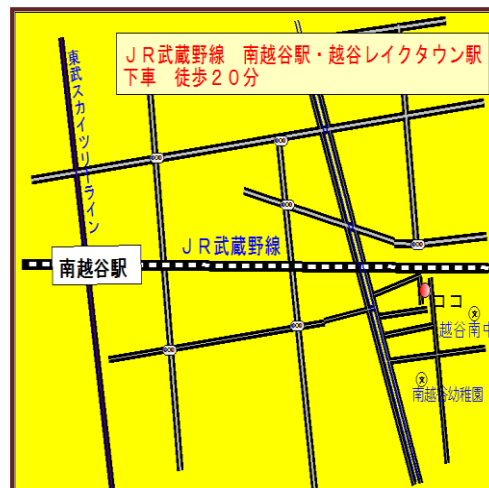 JR武蔵野線　南越谷駅・越谷レイクタウン駅
下車　徒歩20分
東武スカイツリーライン
JR武蔵野線
南越谷駅
ココ
文
越谷南中
文
南越谷幼稚園